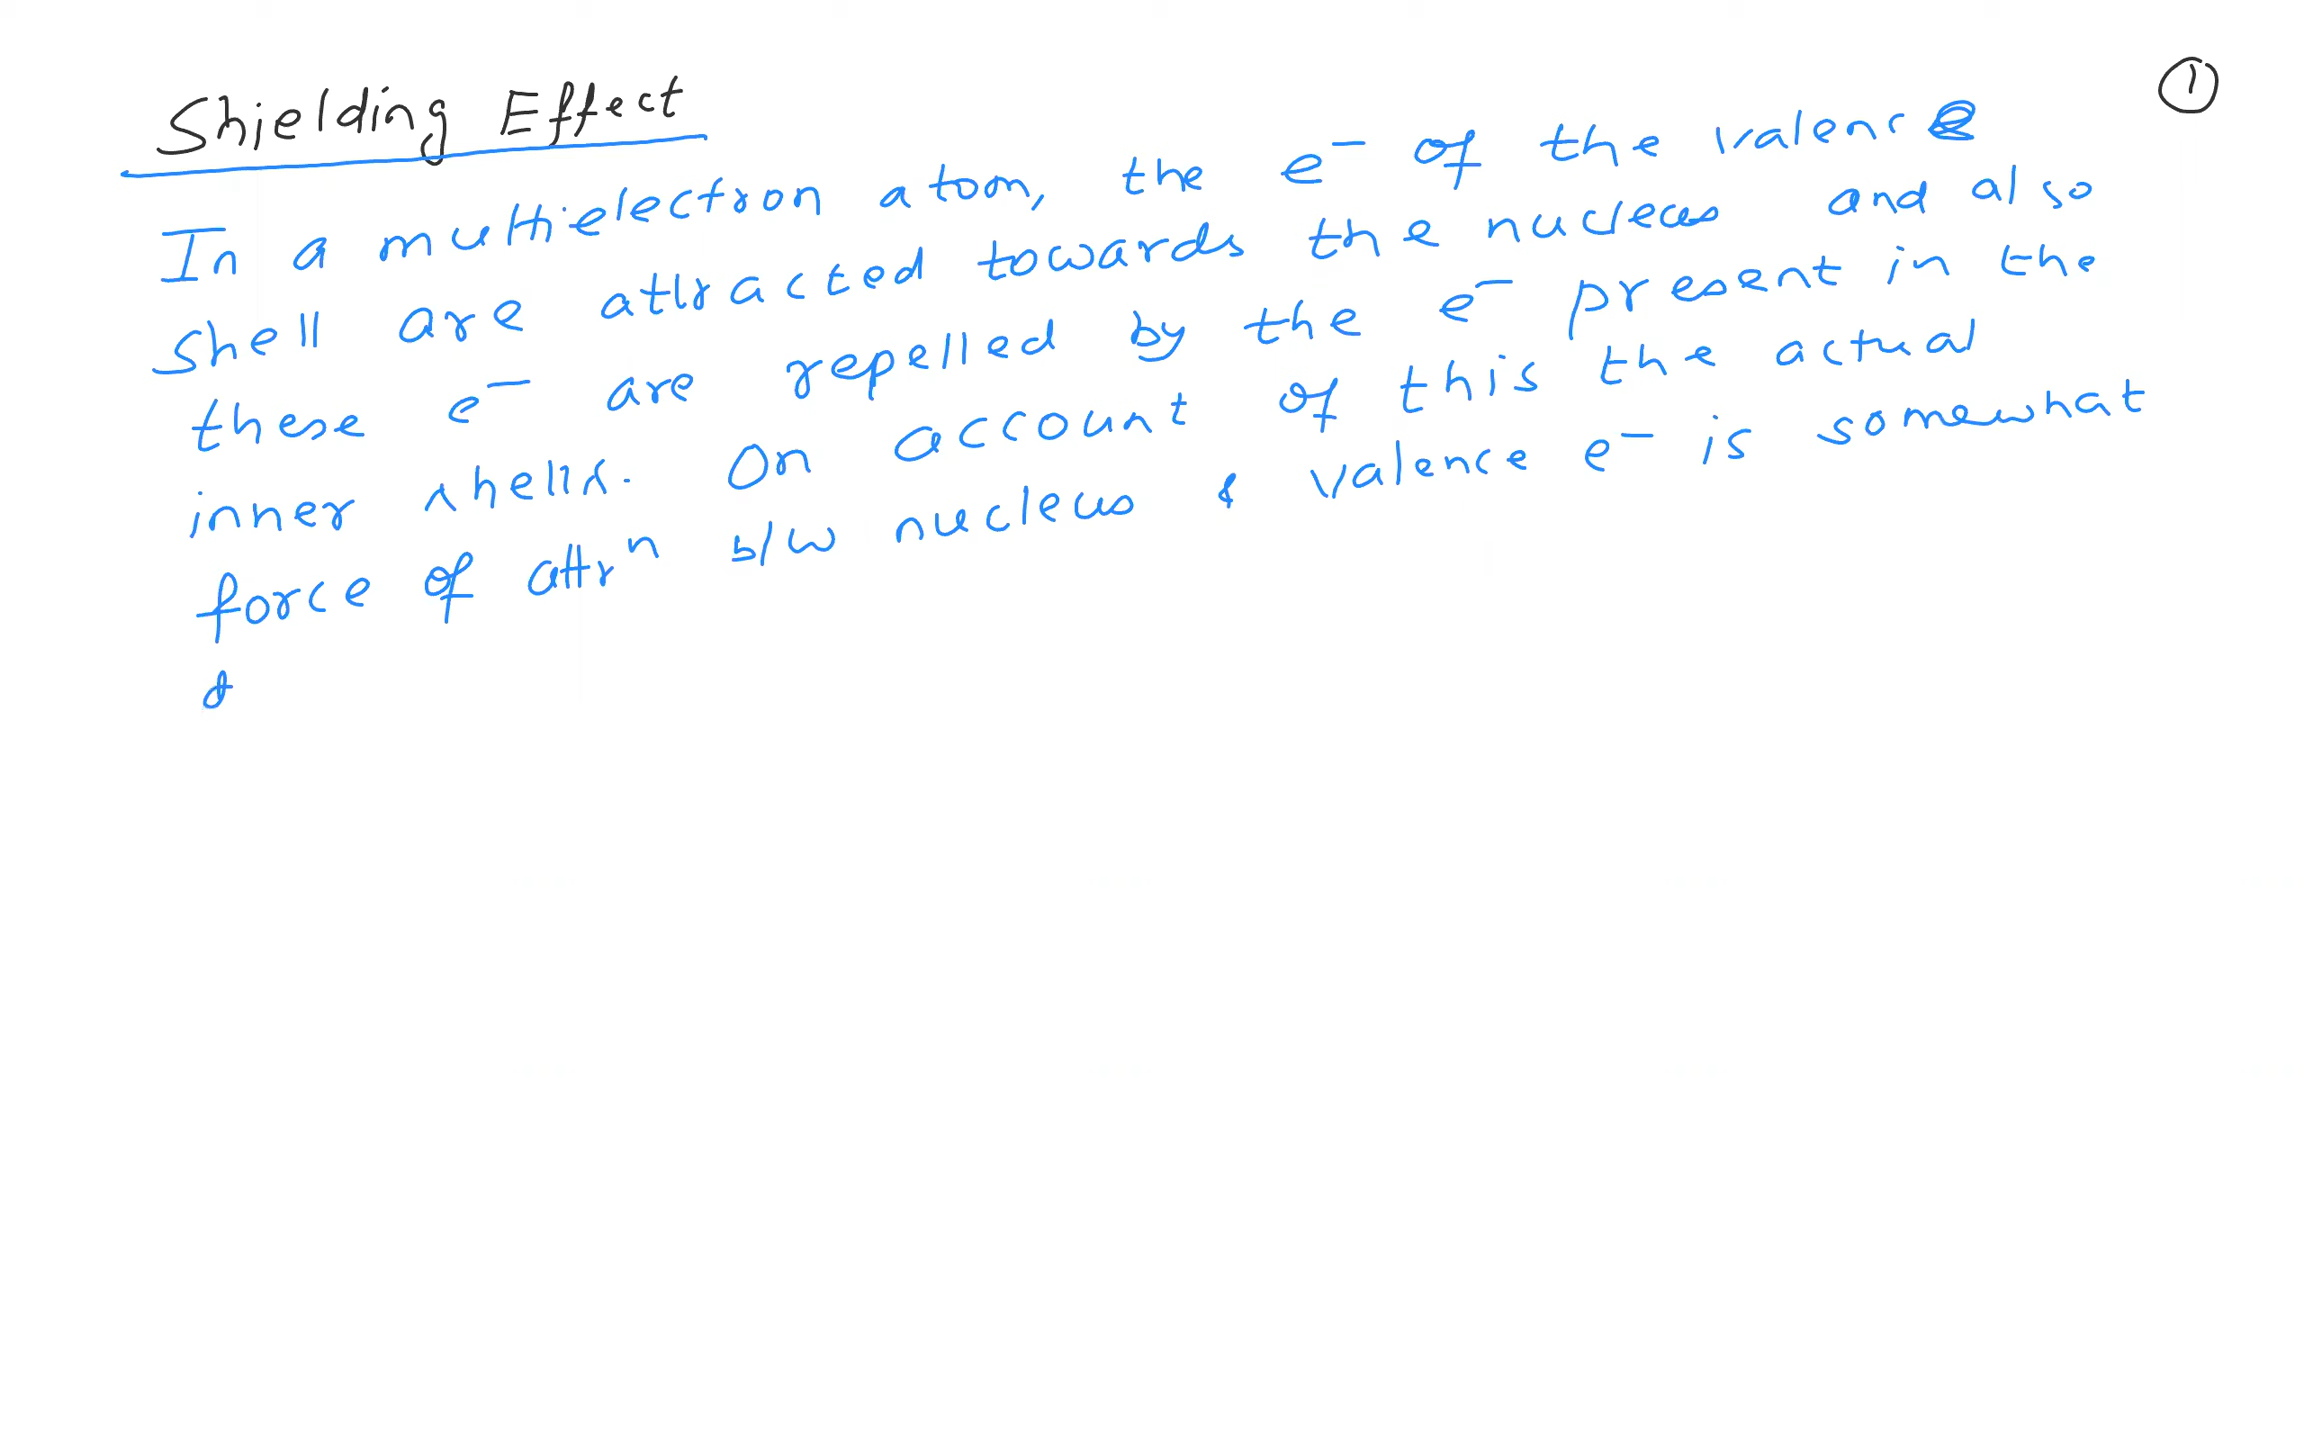 Shielding Effect
①
In a multielectron atom, the e⁻ of the valence
shell are attracted towards the nucleus and also
these e⁻ are repelled by the e⁻ present in the
inner shells. On account of this the actual
force of attrⁿ b/w nucleus & valence e⁻ is somewhat
d